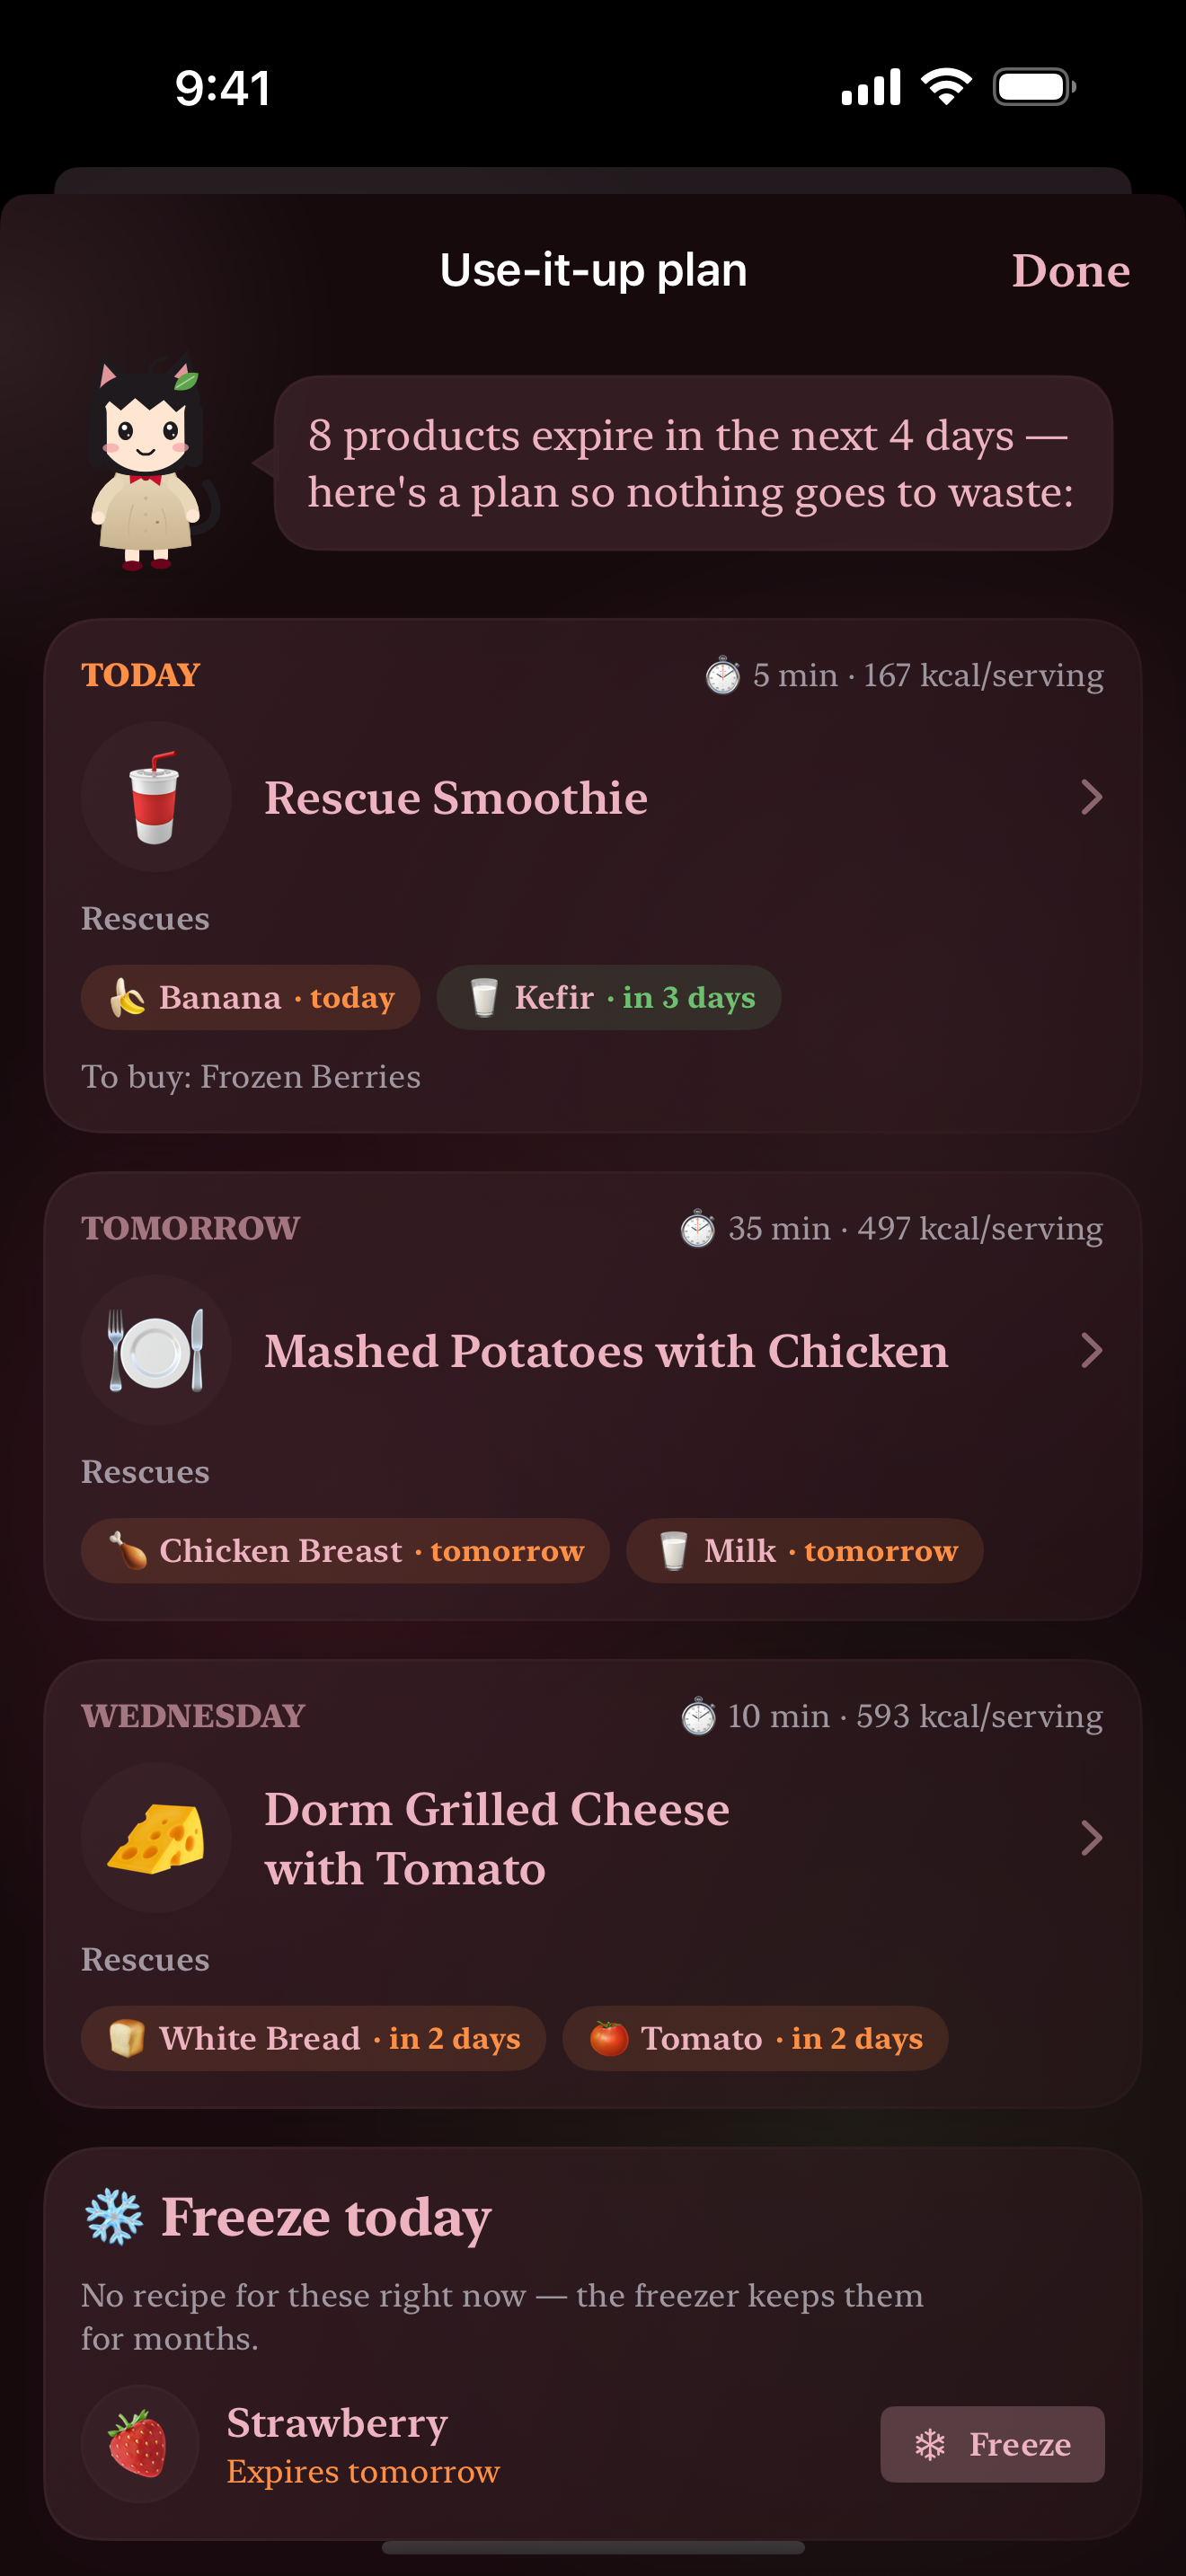 9:41
Use-it-up plan
Done
8 products expire in the next 4 days —
here's a plan so nothing goes to waste:
TODAY
5 min · 167 kcal/serving
Rescue Smoothie
Rescues
Banana · today
Kefir · in 3 days
To buy: Frozen Berries
TOMORROW
35 min · 497 kcal/serving
Mashed Potatoes with Chicken
Rescues
Chicken Breast · tomorrow
Milk · tomorrow
WEDNESDAY
10 min · 593 kcal/serving
Dorm Grilled Cheese
with Tomato
Rescues
White Bread · in 2 days
Tomato · in 2 days
Freeze today
No recipe for these right now — the freezer keeps them
for months.
Strawberry
Expires tomorrow
Freeze